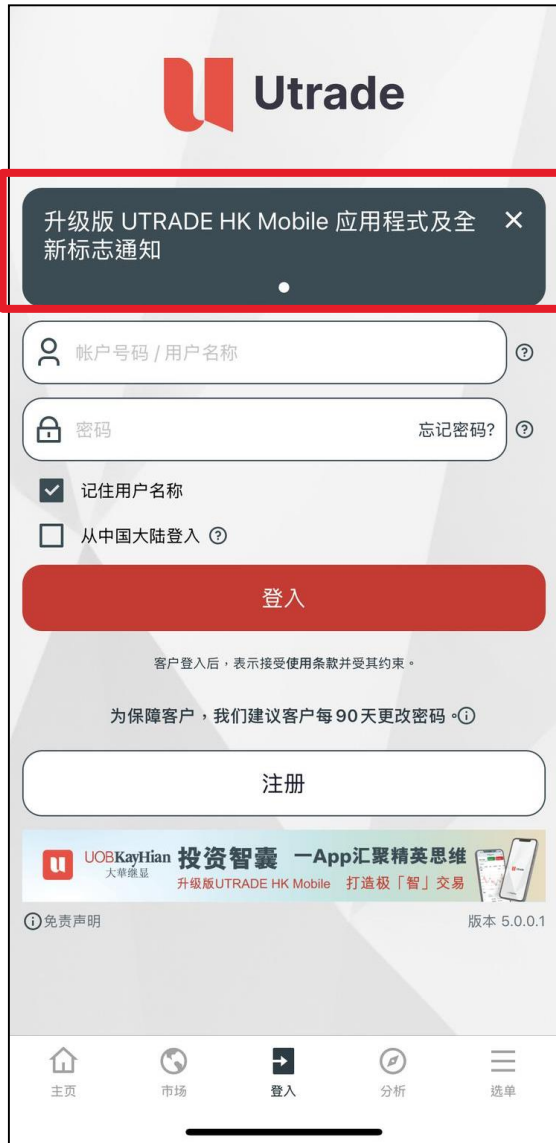 Utrade
升级版 UTRADE HK Mobile 应用程式及全
新标志通知
帐户号码 / 用户名称
密码
忘记密码?
记住用户名称
从中国大陆登入
登入
客户登入后，表示接受使用条款并受其约束。
为保障客户，我们建议客户每90天更改密码。
注册
UOBKayHian
大華继显
投资智囊 一App汇聚精英思维
升级版UTRADE HK Mobile 打造极「智」交易
免责声明
版本 5.0.0.1
主页
市场
登入
分析
选单